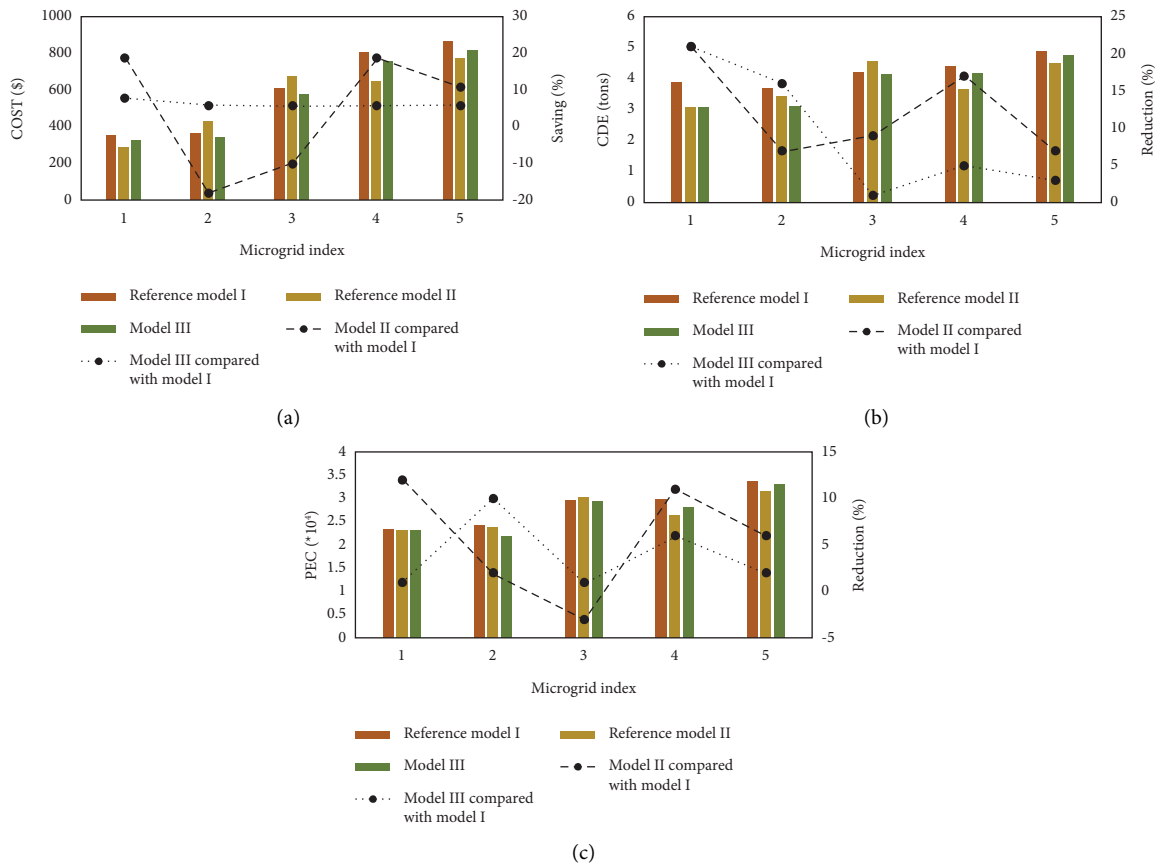 COST ($)
1000
800
600
400
200
0
30
20
10
0
-10
-20
Saving (%)
1 2 3 4 5
Microgrid index
Reference model I
Reference model II
Model III
Model II compared
with model I
Model III compared
with model I
(a)
CDE (tons)
6
5
4
3
2
1
0
25
20
15
10
5
0
Reduction (%)
1 2 3 4 5
Microgrid index
Reference model I
Reference model II
Model III
Model II compared
with model I
Model III compared
with model I
(b)
PEC (*10⁴)
4
3.5
3
2.5
2
1.5
1
0.5
0
15
10
5
0
-5
Reduction (%)
1 2 3 4 5
Microgrid index
Reference model I
Reference model II
Model III
Model II compared
with model I
Model III compared
with model I
(c)